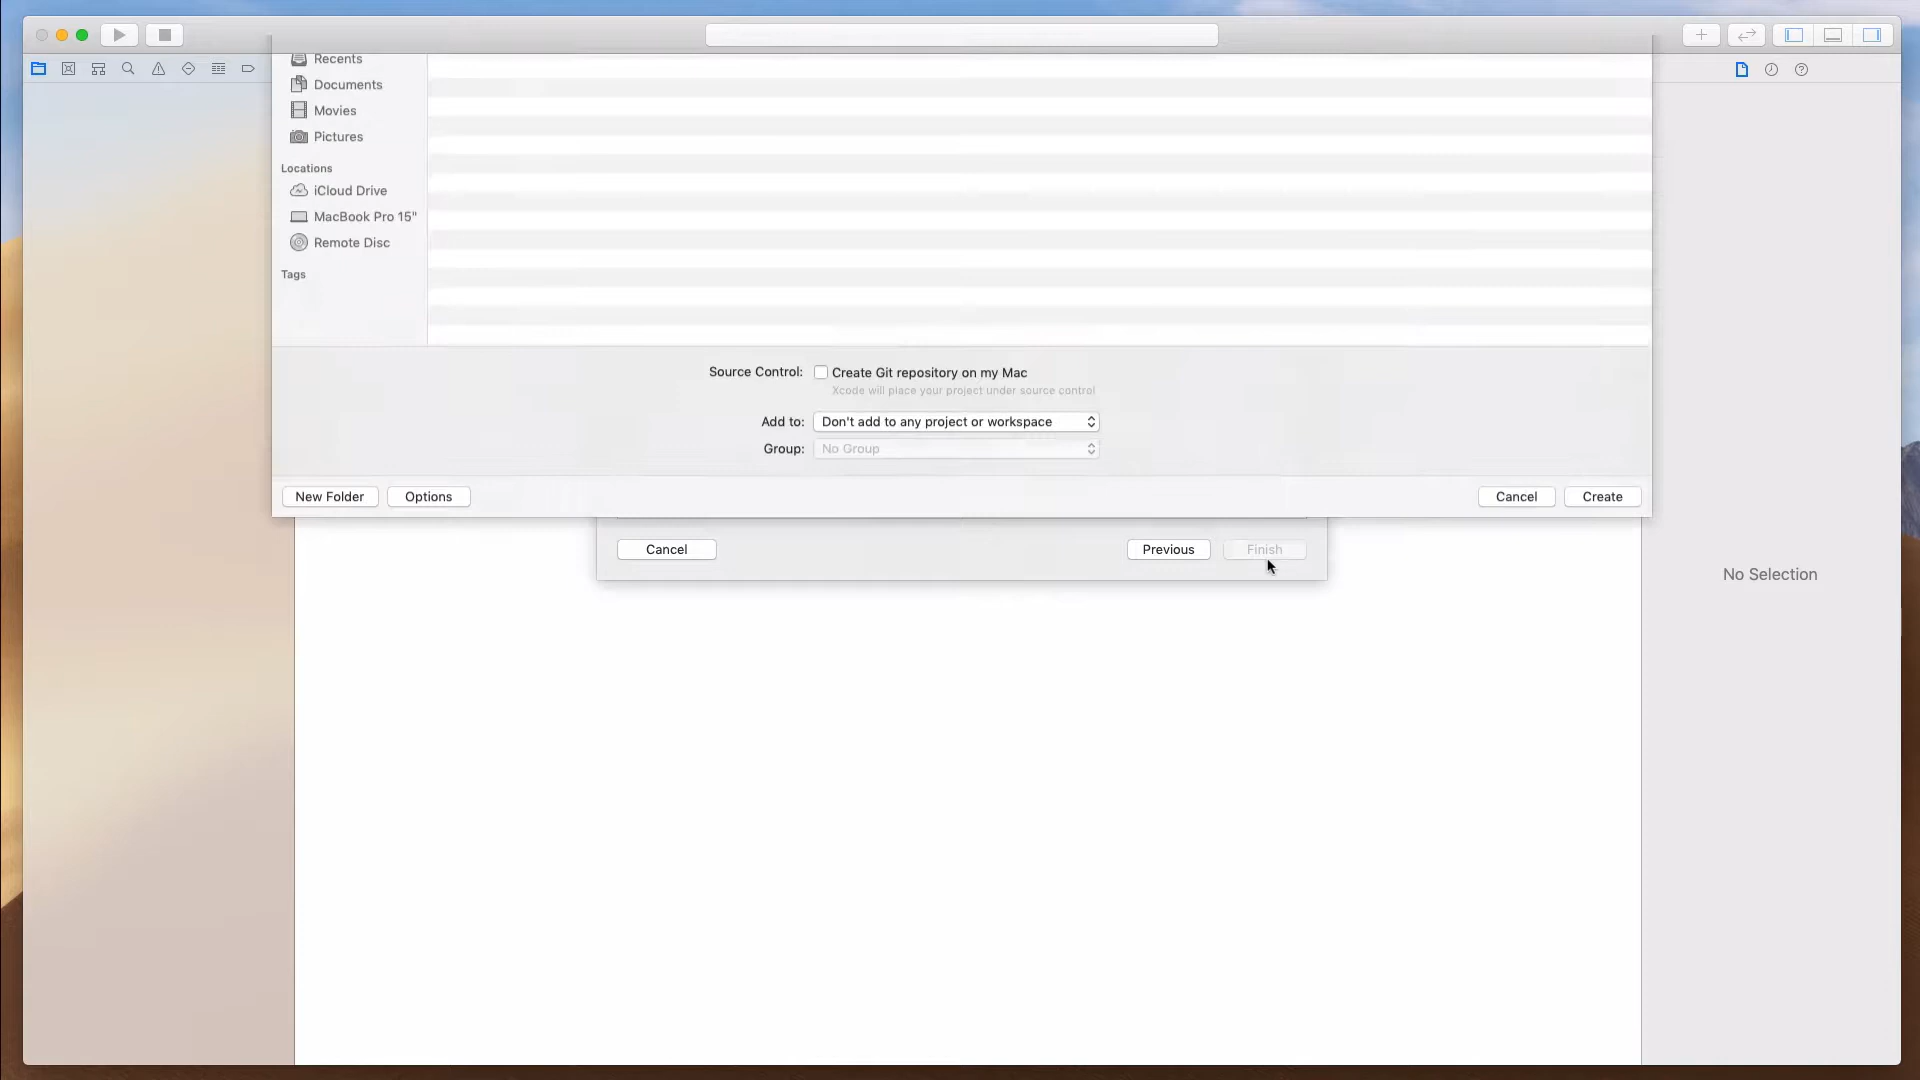 Recents
Documents
Movies
Pictures
Locations
iCloud Drive
MacBook Pro 15"
Remote Disc
Tags
Source Control: Create Git repository on my Mac
Xcode will place your project under source control
Add to: Don't add to any project or workspace
Group: No Group
New Folder Options Cancel Create
Cancel Previous Finish
No Selection